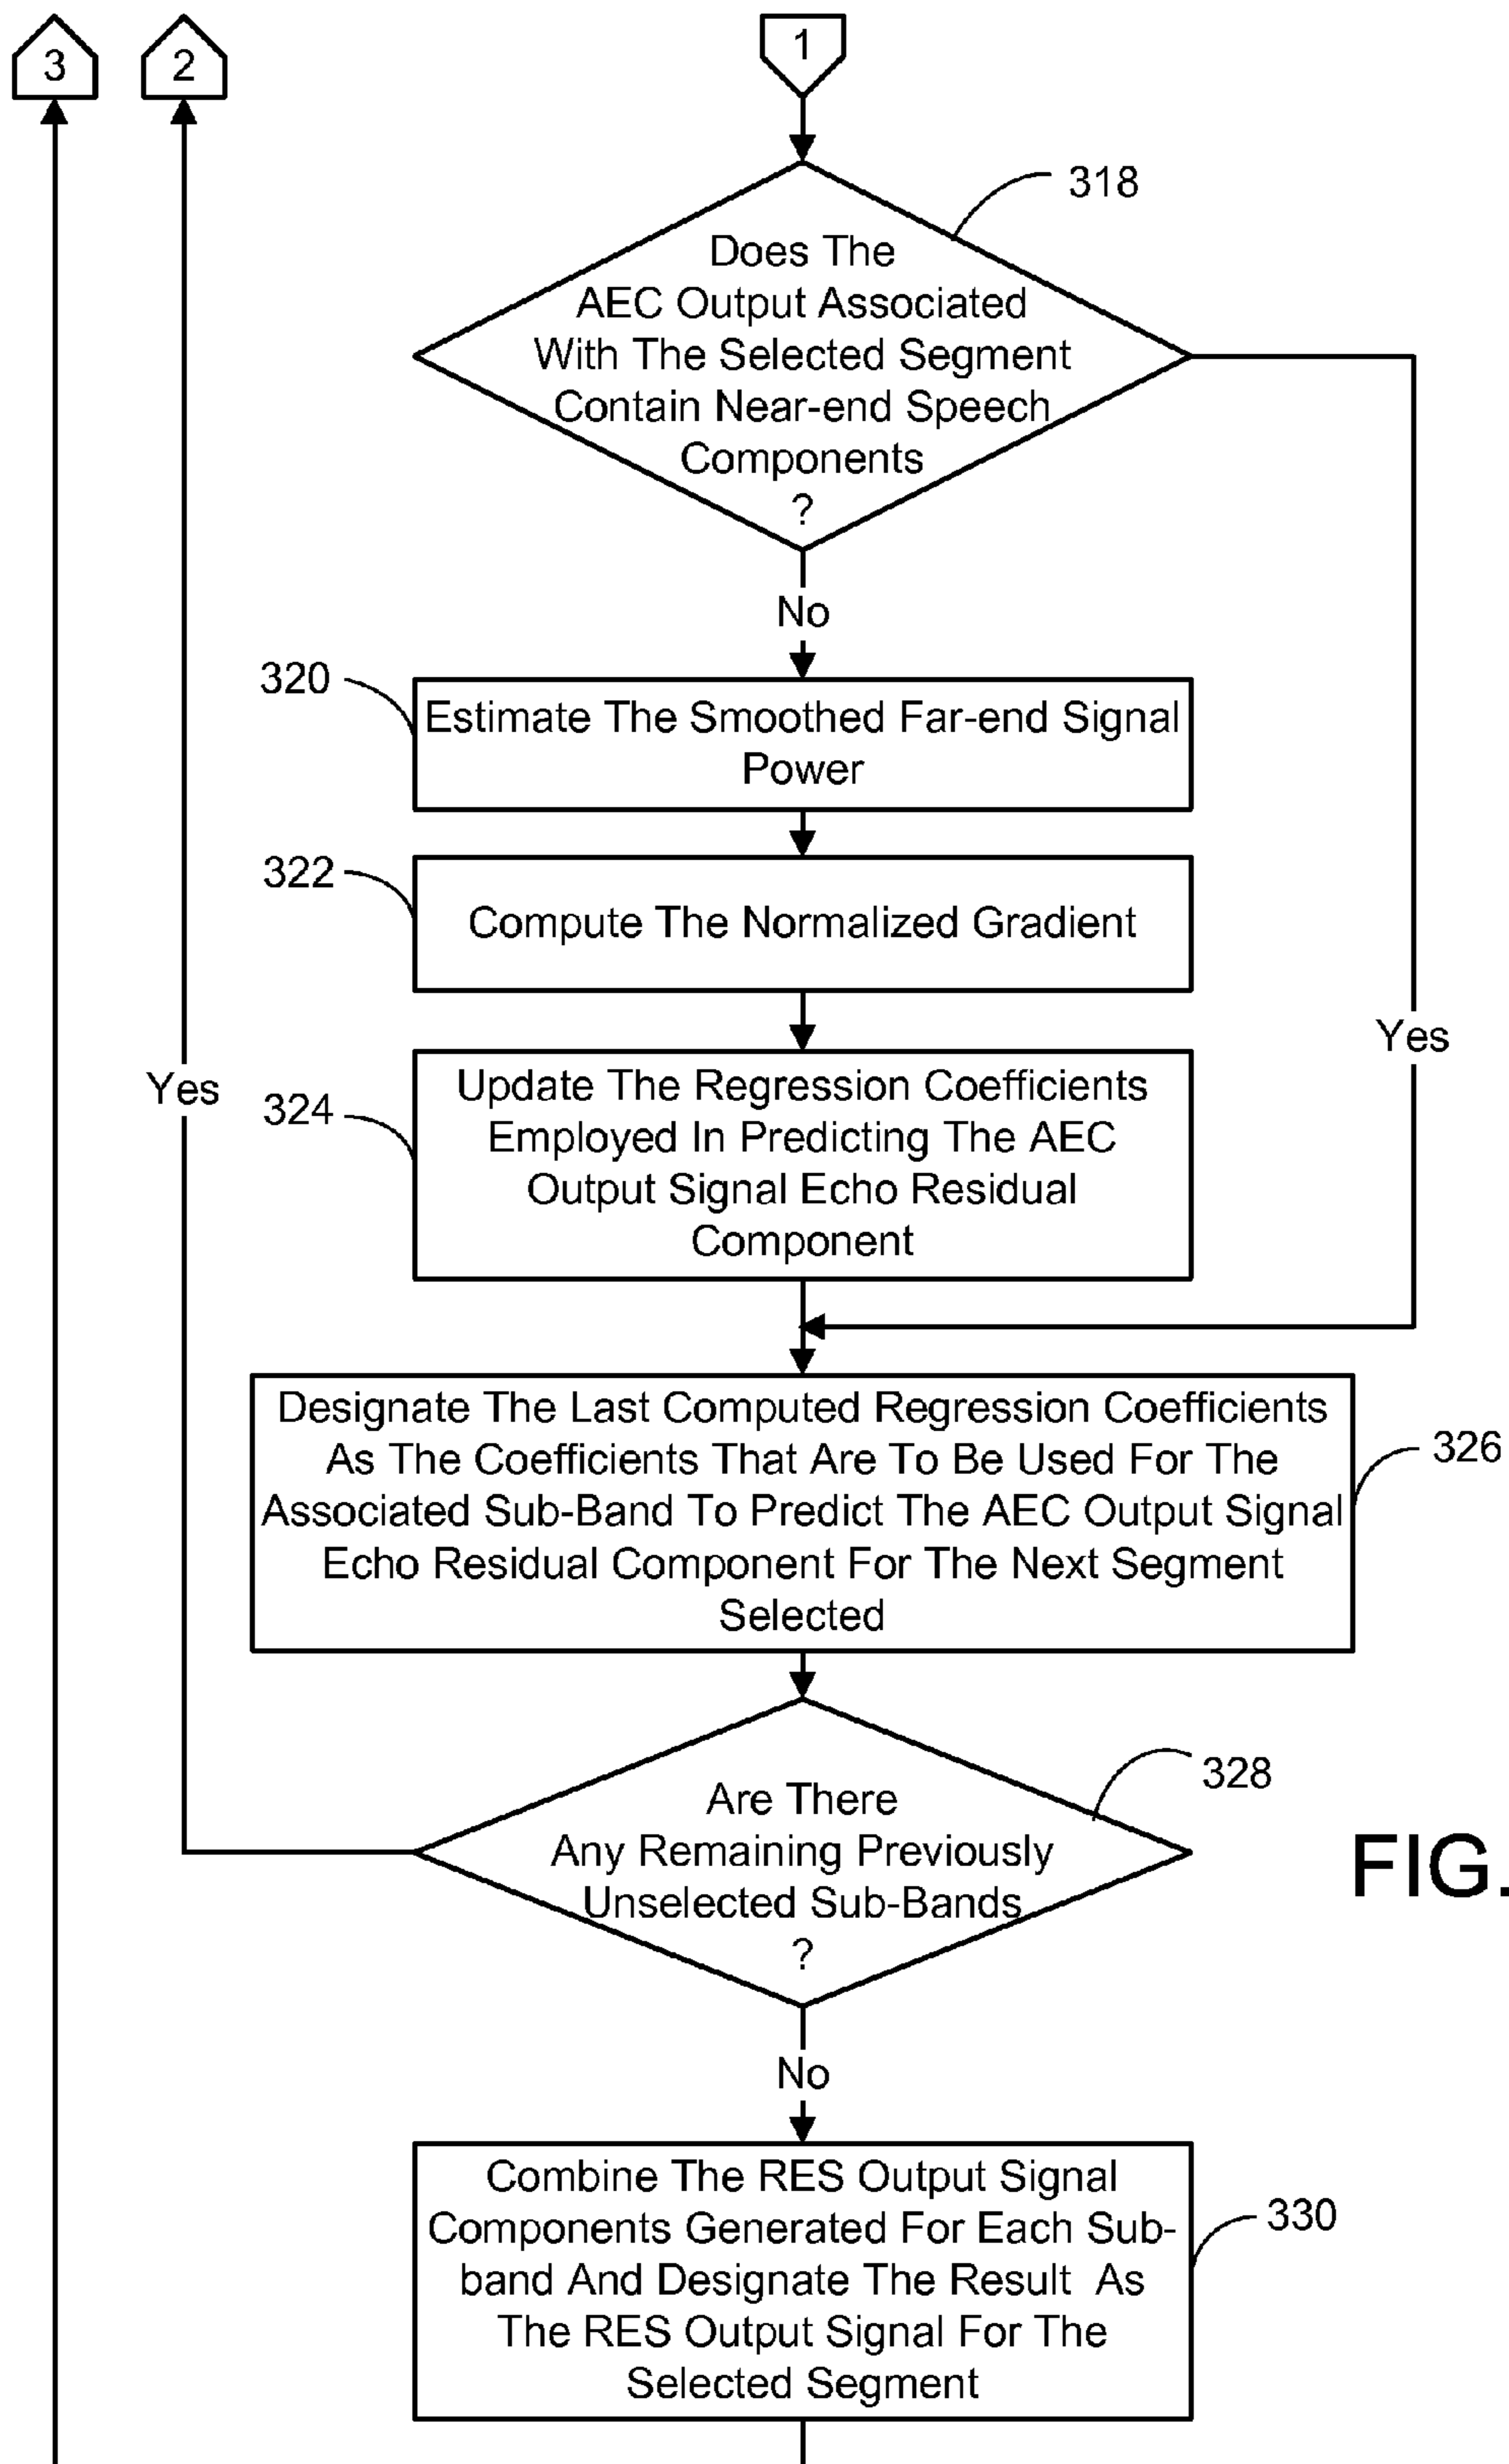 3
2
1
318
Does The
AEC Output Associated
With The Selected Segment
Contain Near-end Speech
Components
?
No
Yes
320
Estimate The Smoothed Far-end Signal
Power
322
Compute The Normalized Gradient
Yes
324
Update The Regression Coefficients
Employed In Predicting The AEC
Output Signal Echo Residual
Component
326
Designate The Last Computed Regression Coefficients
As The Coefficients That Are To Be Used For The
Associated Sub-Band To Predict The AEC Output Signal
Echo Residual Component For The Next Segment
Selected
328
Are There
Any Remaining Previously
Unselected Sub-Bands
?
FIG.
No
330
Combine The RES Output Signal
Components Generated For Each Sub-
band And Designate The Result As
The RES Output Signal For The
Selected Segment